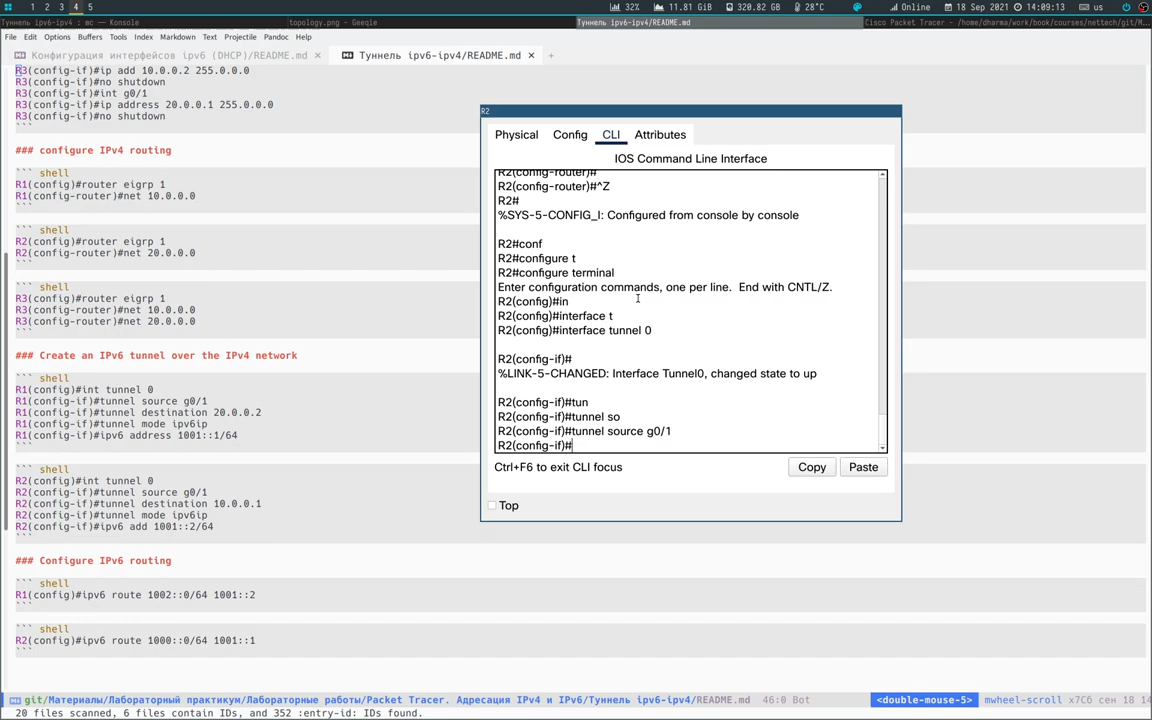 1 2 3 4 5
32% 11.81 GiB 320.82 GB 28°C Online 18 Sep 2021 14:09:13 us
Туннель ipv6-ipv4 : mc — Konsole topology.png - Geeqie Туннель ipv6-ipv4/README.md Cisco Packet Tracer - /home/dharma/work/book/courses/nettech/git/М...
File Edit Options Buffers Tools Index Markdown Text Projectile Pandoc Help
Конфигурация интерфейсов ipv6 (DHCP)/README.md × Туннель ipv6-ipv4/README.md × +
R3(config-if)#ip add 10.0.0.2 255.0.0.0
R3(config-if)#no shutdown
R3(config-if)#int g0/1
R3(config-if)#ip address 20.0.0.1 255.0.0.0
R3(config-if)#no shutdown
```
### configure IPv4 routing
``` shell
R1(config)#router eigrp 1
R1(config-router)#net 10.0.0.0
```
``` shell
R2(config)#router eigrp 1
R2(config-router)#net 20.0.0.0
```
``` shell
R3(config)#router eigrp 1
R3(config-router)#net 10.0.0.0
R3(config-router)#net 20.0.0.0
```
### Create an IPv6 tunnel over the IPv4 network
``` shell
R1(config)#int tunnel 0
R1(config-if)#tunnel source g0/1
R1(config-if)#tunnel destination 20.0.0.2
R1(config-if)#tunnel mode ipv6ip
R1(config-if)#ipv6 address 1001::1/64
```
``` shell
R2(config)#int tunnel 0
R2(config-if)#tunnel source g0/1
R2(config-if)#tunnel destination 10.0.0.1
R2(config-if)#tunnel mode ipv6ip
R2(config-if)#ipv6 add 1001::2/64
```
### Configure IPv6 routing
``` shell
R1(config)#ipv6 route 1002::0/64 1001::2
```
``` shell
R2(config)#ipv6 route 1000::0/64 1001::1
```
R2
Physical Config CLI Attributes
IOS Command Line Interface
R2(config-router)#
R2(config-router)#^Z
R2#
%SYS-5-CONFIG_I: Configured from console by console
R2#conf
R2#configure t
R2#configure terminal
Enter configuration commands, one per line. End with CNTL/Z.
R2(config)#in
R2(config)#interface t
R2(config)#interface tunnel 0
R2(config-if)#
%LINK-5-CHANGED: Interface Tunnel0, changed state to up
R2(config-if)#tun
R2(config-if)#tunnel so
R2(config-if)#tunnel source g0/1
R2(config-if)#
Ctrl+F6 to exit CLI focus
Copy Paste
Top
git/Материалы/Лабораторный практикум/Лабораторные работы/Packet Tracer. Адресация IPv4 и IPv6/Туннель ipv6-ipv4/README.md 46:0 Bot <double-mouse-5> mwheel-scroll x7C6 сен 18 14
20 files scanned, 6 files contain IDs, and 352 :entry-id: IDs found.